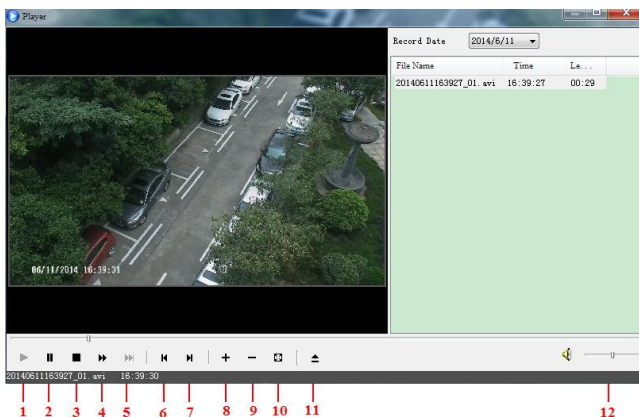 Player
Record Date 2014/6/11
File Name Time Le...
20140611163927_01.avi 16:39:27 00:29
06/11/2014 16:39:31
20140611163927_01.avi 16:39:30
1 2 3 4 5 6 7 8 9 10 11 12